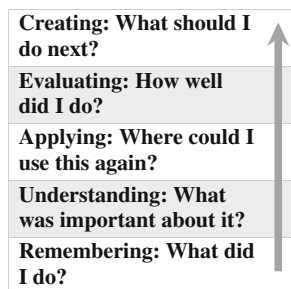 Creating: What should I
do next?
Evaluating: How well
did I do?
Applying: Where could I
use this again?
Understanding: What
was important about it?
Remembering: What did
I do?